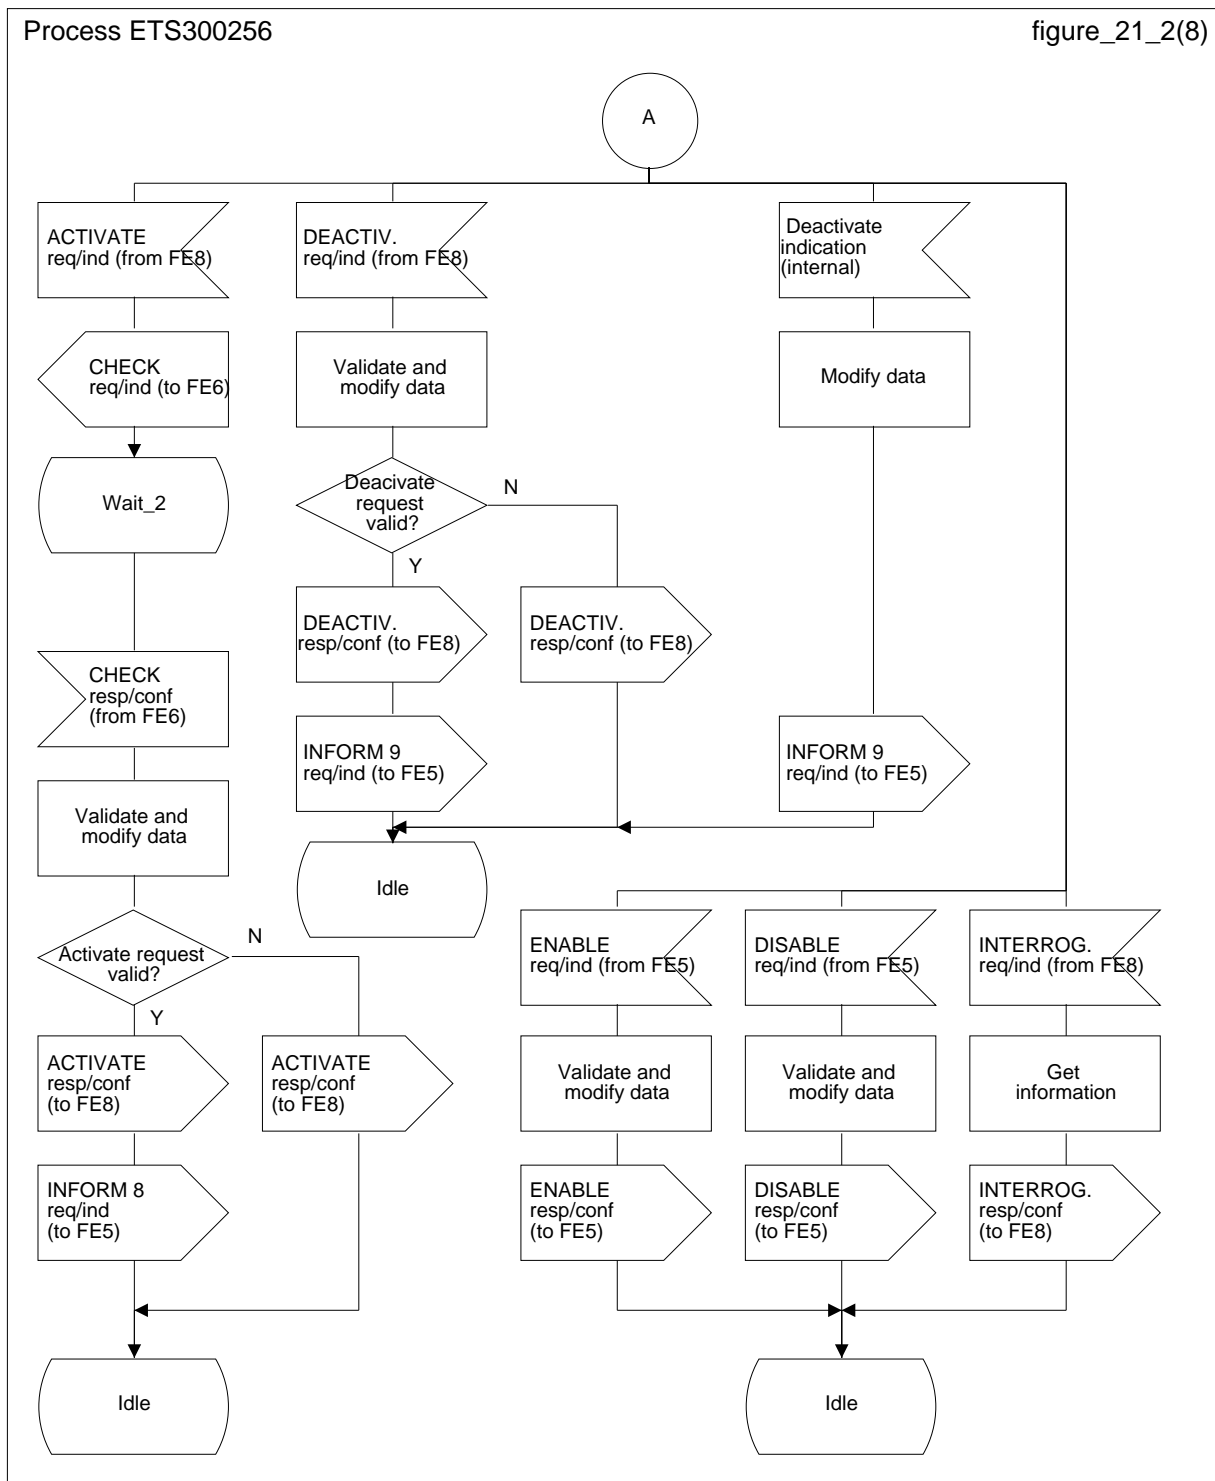 Process ETS300256
figure_21_2(8)
A
ACTIVATE
req/ind (from FE8)
DEACTIV.
req/ind (from FE8)
Deactivate
indication
(internal)
CHECK
req/ind (to FE6)
Validate and
modify data
Modify data
Wait_2
Deacivate
request
valid?
N
Y
DEACTIV.
resp/conf (to FE8)
DEACTIV.
resp/conf (to FE8)
CHECK
resp/conf
(from FE6)
INFORM 9
req/ind (to FE5)
INFORM 9
req/ind (to FE5)
Validate and
modify data
Idle
Activate request
valid?
N
Y
ENABLE
req/ind (from FE5)
DISABLE
req/ind (from FE5)
INTERROG.
req/ind (from FE8)
ACTIVATE
resp/conf
(to FE8)
ACTIVATE
resp/conf
(to FE8)
Validate and
modify data
Validate and
modify data
Get
information
INFORM 8
req/ind
(to FE5)
ENABLE
resp/conf
(to FE5)
DISABLE
resp/conf
(to FE5)
INTERROG.
resp/conf
(to FE8)
Idle
Idle